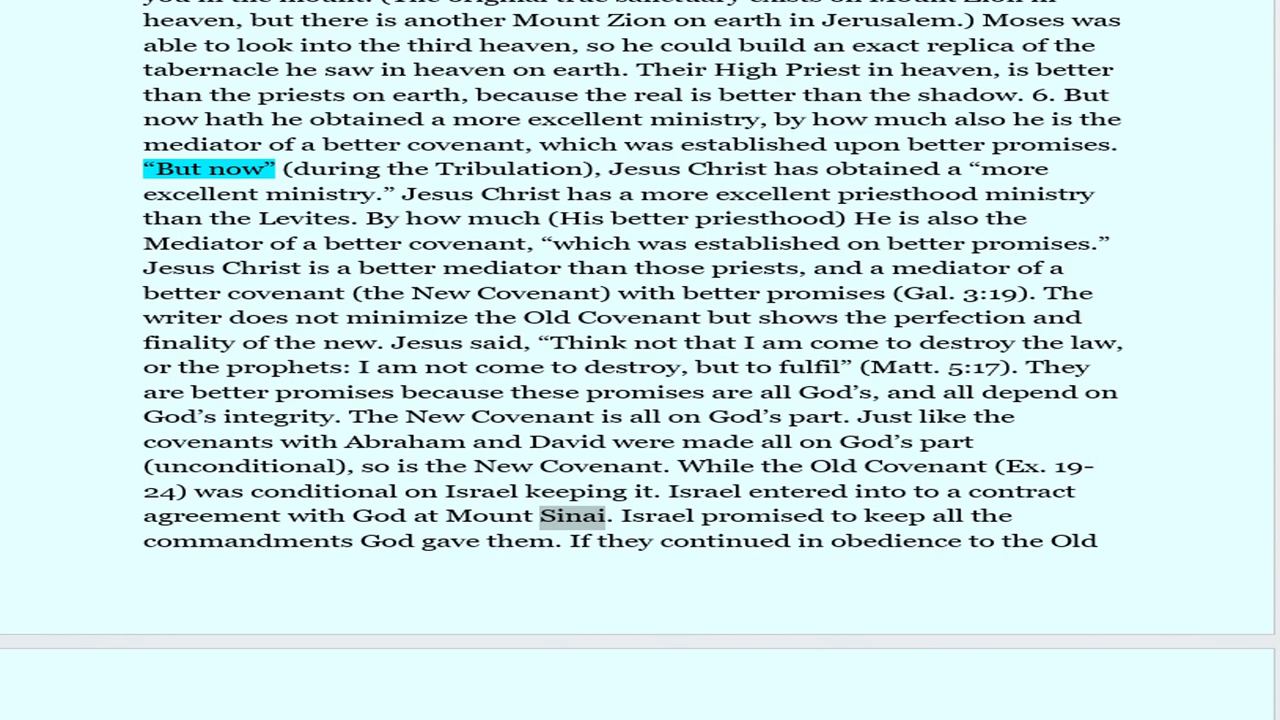 you in the mount. (The original true sanctuary exists on Mount Zion in
heaven, but there is another Mount Zion on earth in Jerusalem.) Moses was
able to look into the third heaven, so he could build an exact replica of the
tabernacle he saw in heaven on earth. Their High Priest in heaven, is better
than the priests on earth, because the real is better than the shadow. 6. But
now hath he obtained a more excellent ministry, by how much also he is the
mediator of a better covenant, which was established upon better promises.
“But now” (during the Tribulation), Jesus Christ has obtained a “more
excellent ministry.” Jesus Christ has a more excellent priesthood ministry
than the Levites. By how much (His better priesthood) He is also the
Mediator of a better covenant, “which was established on better promises.”
Jesus Christ is a better mediator than those priests, and a mediator of a
better covenant (the New Covenant) with better promises (Gal. 3:19). The
writer does not minimize the Old Covenant but shows the perfection and
finality of the new. Jesus said, “Think not that I am come to destroy the law,
or the prophets: I am not come to destroy, but to fulfil” (Matt. 5:17). They
are better promises because these promises are all God’s, and all depend on
God’s integrity. The New Covenant is all on God’s part. Just like the
covenants with Abraham and David were made all on God’s part
(unconditional), so is the New Covenant. While the Old Covenant (Ex. 19-
24) was conditional on Israel keeping it. Israel entered into to a contract
agreement with God at Mount Sinai. Israel promised to keep all the
commandments God gave them. If they continued in obedience to the Old